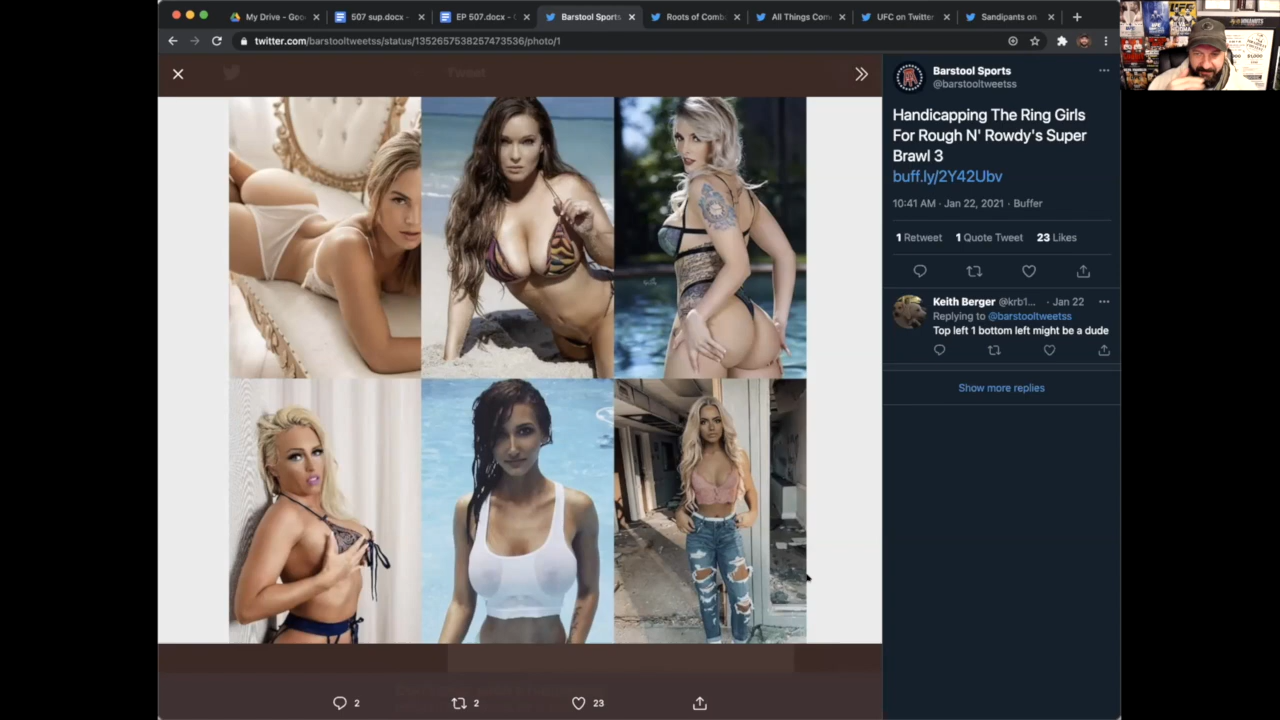 My Drive - Goo
507 sup.docx -
EP 507.docx - G
Barstool Sports
Roots of Comb
All Things Com
UFC on Twitter
Sandipants on
twitter.com/barstooltweetss/status/1352657538257473536/photo/1
Tweet
Barstool Sports
@barstooltweetss
Handicapping The Ring Girls
For Rough N' Rowdy's Super
Brawl 3
buff.ly/2Y42Ubv
10:41 AM · Jan 22, 2021 · Buffer
1 Retweet 1 Quote Tweet 23 Likes
Keith Berger @krb1... · Jan 22
Replying to @barstooltweetss
Top left 1 bottom left might be a dude
Show more replies
2 2 23
UFC